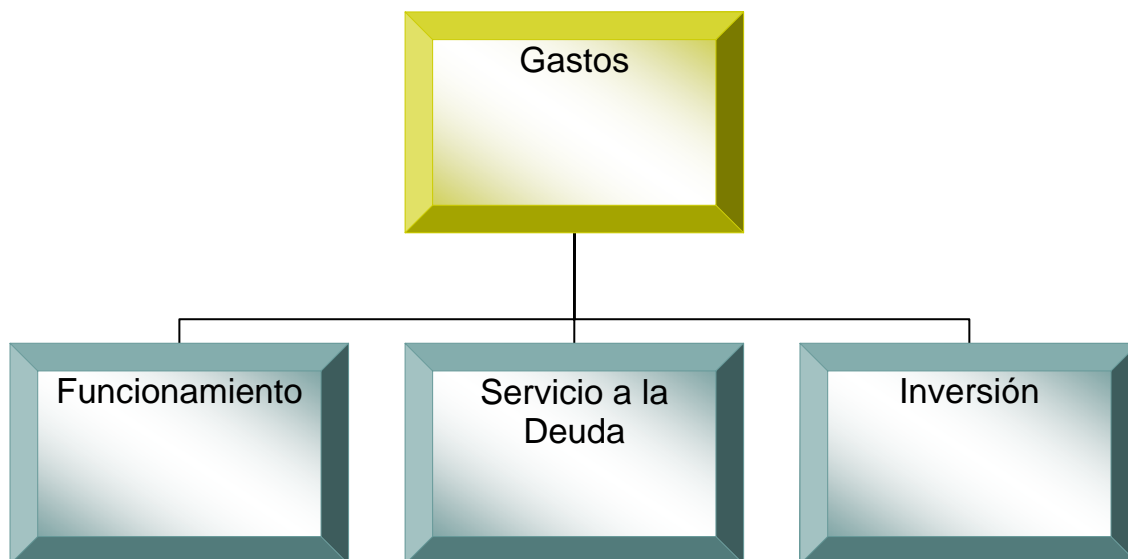 Gastos
Funcionamiento
Servicio a la
Deuda
Inversión